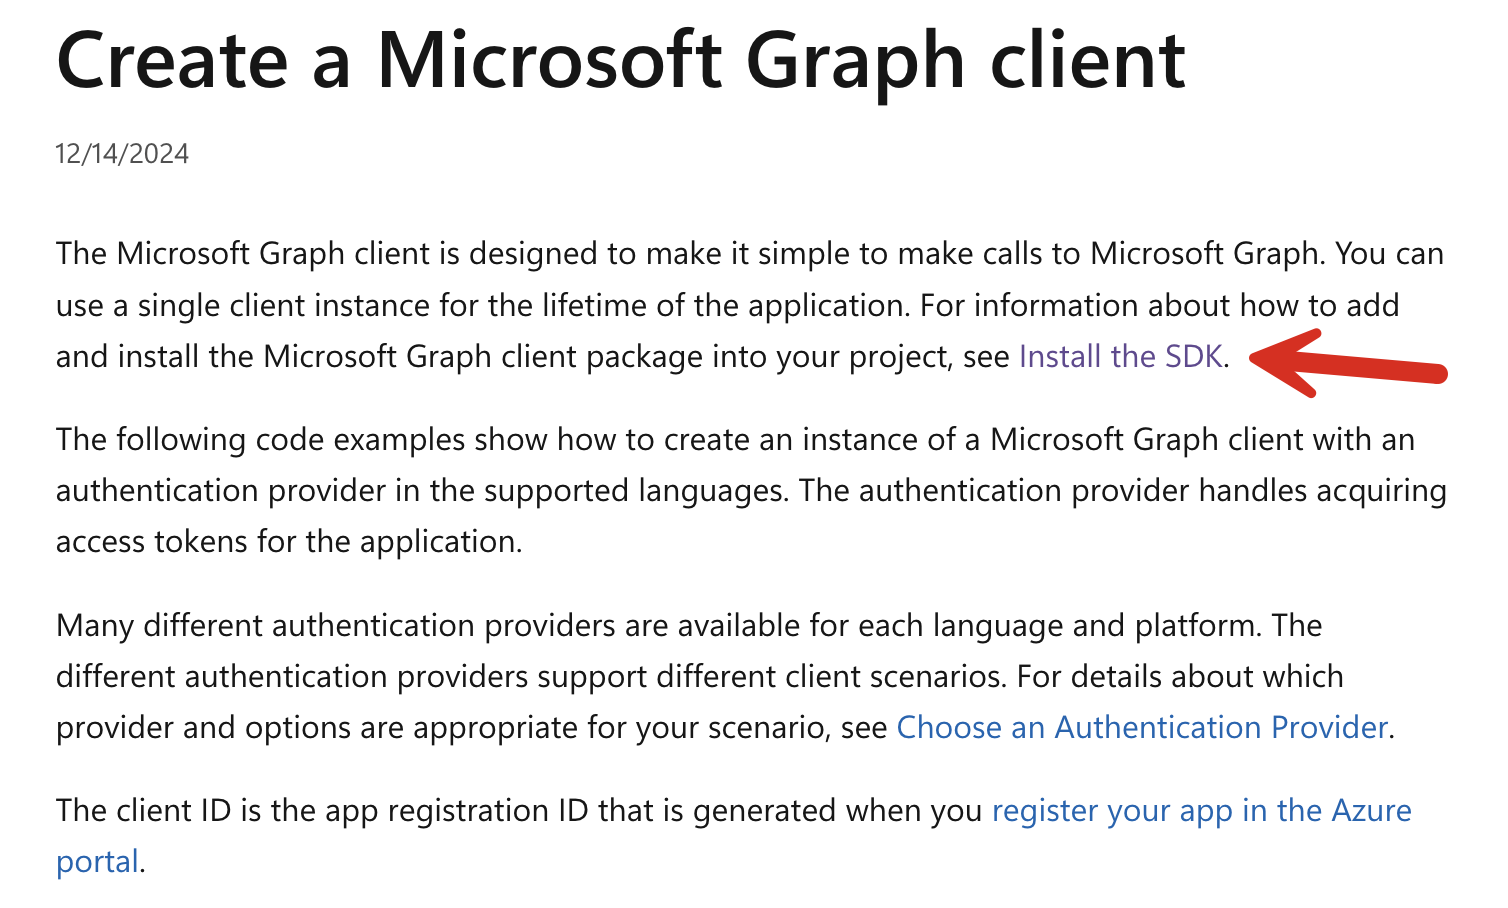 Create a Microsoft Graph client
12/14/2024
The Microsoft Graph client is designed to make it simple to make calls to Microsoft Graph. You can
use a single client instance for the lifetime of the application. For information about how to add
and install the Microsoft Graph client package into your project, see Install the SDK.
The following code examples show how to create an instance of a Microsoft Graph client with an
authentication provider in the supported languages. The authentication provider handles acquiring
access tokens for the application.
Many different authentication providers are available for each language and platform. The
different authentication providers support different client scenarios. For details about which
provider and options are appropriate for your scenario, see Choose an Authentication Provider.
The client ID is the app registration ID that is generated when you register your app in the Azure
portal.